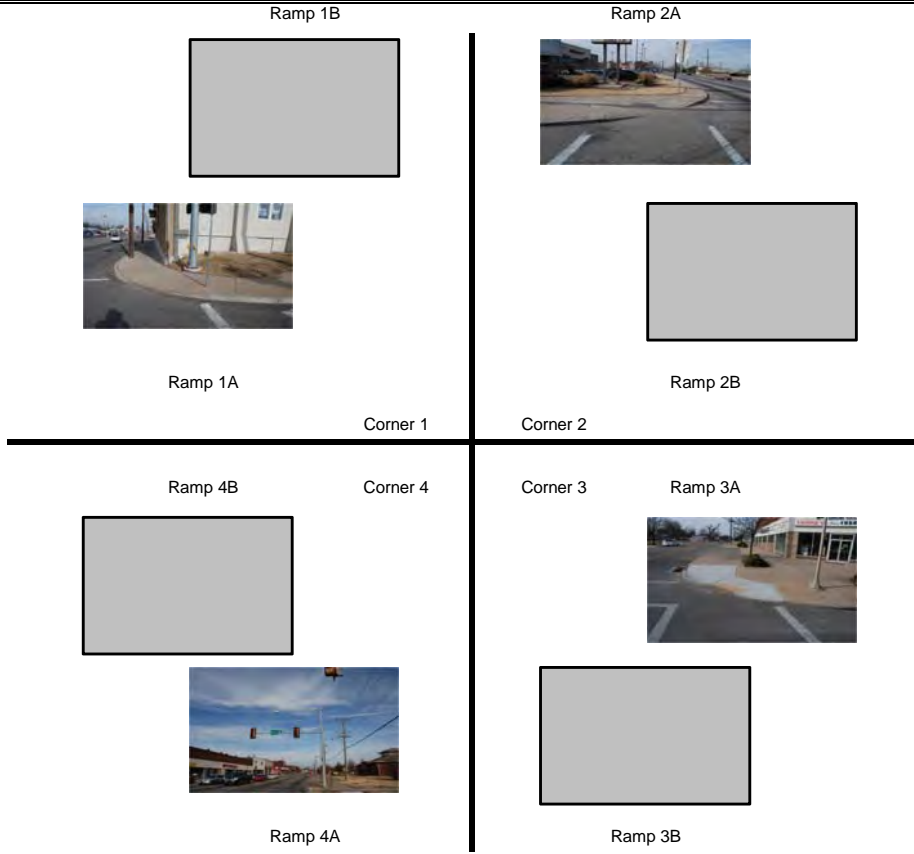 Ramp 1B Ramp 2A
Ramp 1A Ramp 2B
Corner 1 Corner 2
Ramp 4B Corner 4 Corner 3 Ramp 3A
Ramp 4A Ramp 3B